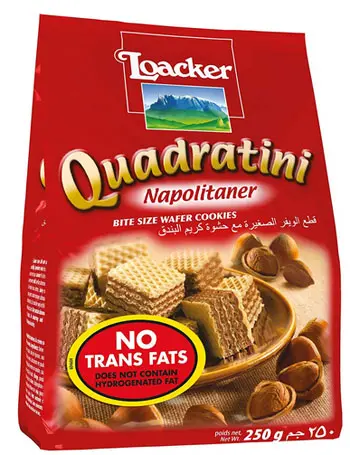 Loacker
Quadratini
Napolitaner
BITE SIZE WAFER COOKIES
قطع الويفر الصغيرة مع حشوة كريم البندق
NO
TRANS FATS
DOES NOT CONTAIN
HYDROGENATED FAT
poids net,
Net Wt. 250 g ٢٥٠ جم